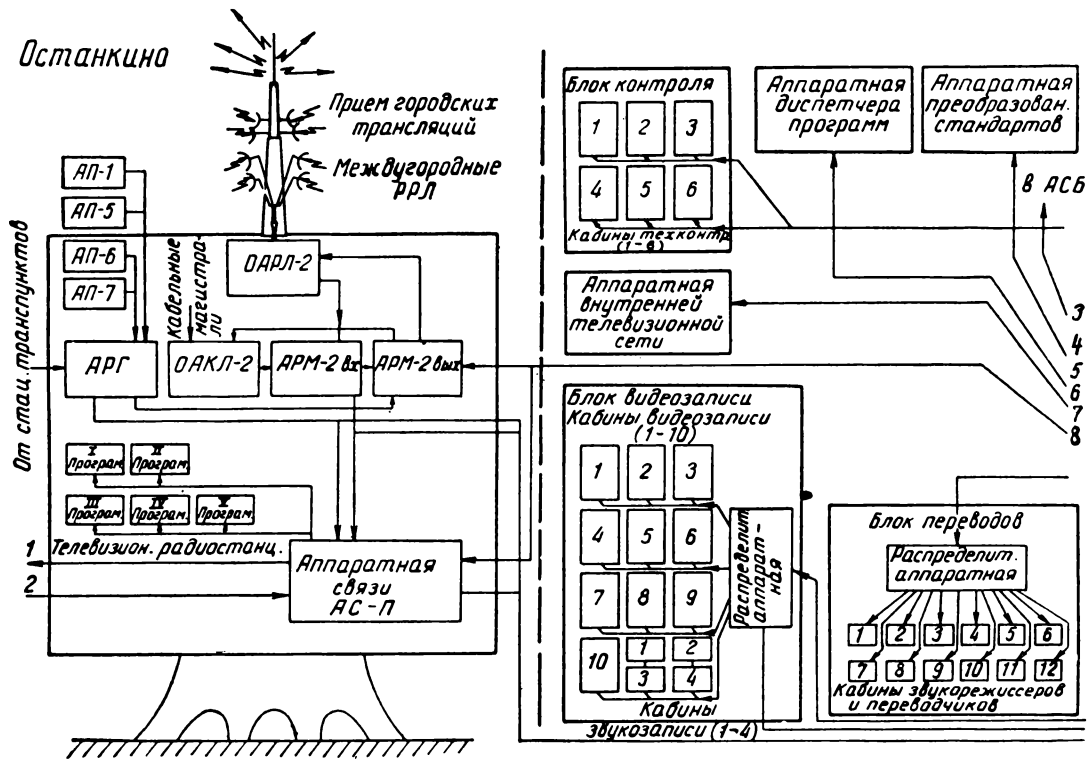 Останкино
Прием городских
трансляций
Междугородные
РРЛ
АП-1
АП-5
АП-6
АП-7
Кабельные
магистра-
ли
ОАРЛ-2
От стац. транспунктов
АРГ
ОАКЛ-2
АРМ-2 вх
АРМ-2 вых
I
Програм.
II
Програм.
III
Програм.
IV
Програм.
V
Програм.
Телевизион. радиостанц.
1
2
Аппаратная
связи
АС-П
Блок контроля
1 2 3
4 5 6
Кабины техконтр.
(1-6)
Аппаратная
диспетчера
программ
Аппаратная
преобразован.
стандартов
в АСБ
Аппаратная
внутренней
телевизионной
сети
3
4
5
6
7
8
Блок видеозаписи
Кабины видеозаписи
(1-10)
1 2 3
4 5 6
7 8 9
10 1 2
3 4
Распределит
аппарат-
ная
Кабины
звукозаписи (1-4)
Блок переводов
Распределит.
аппаратная
1 2 3 4 5 6
7 8 9 10 11 12
Кабины звукорежиссеров
и переводчиков